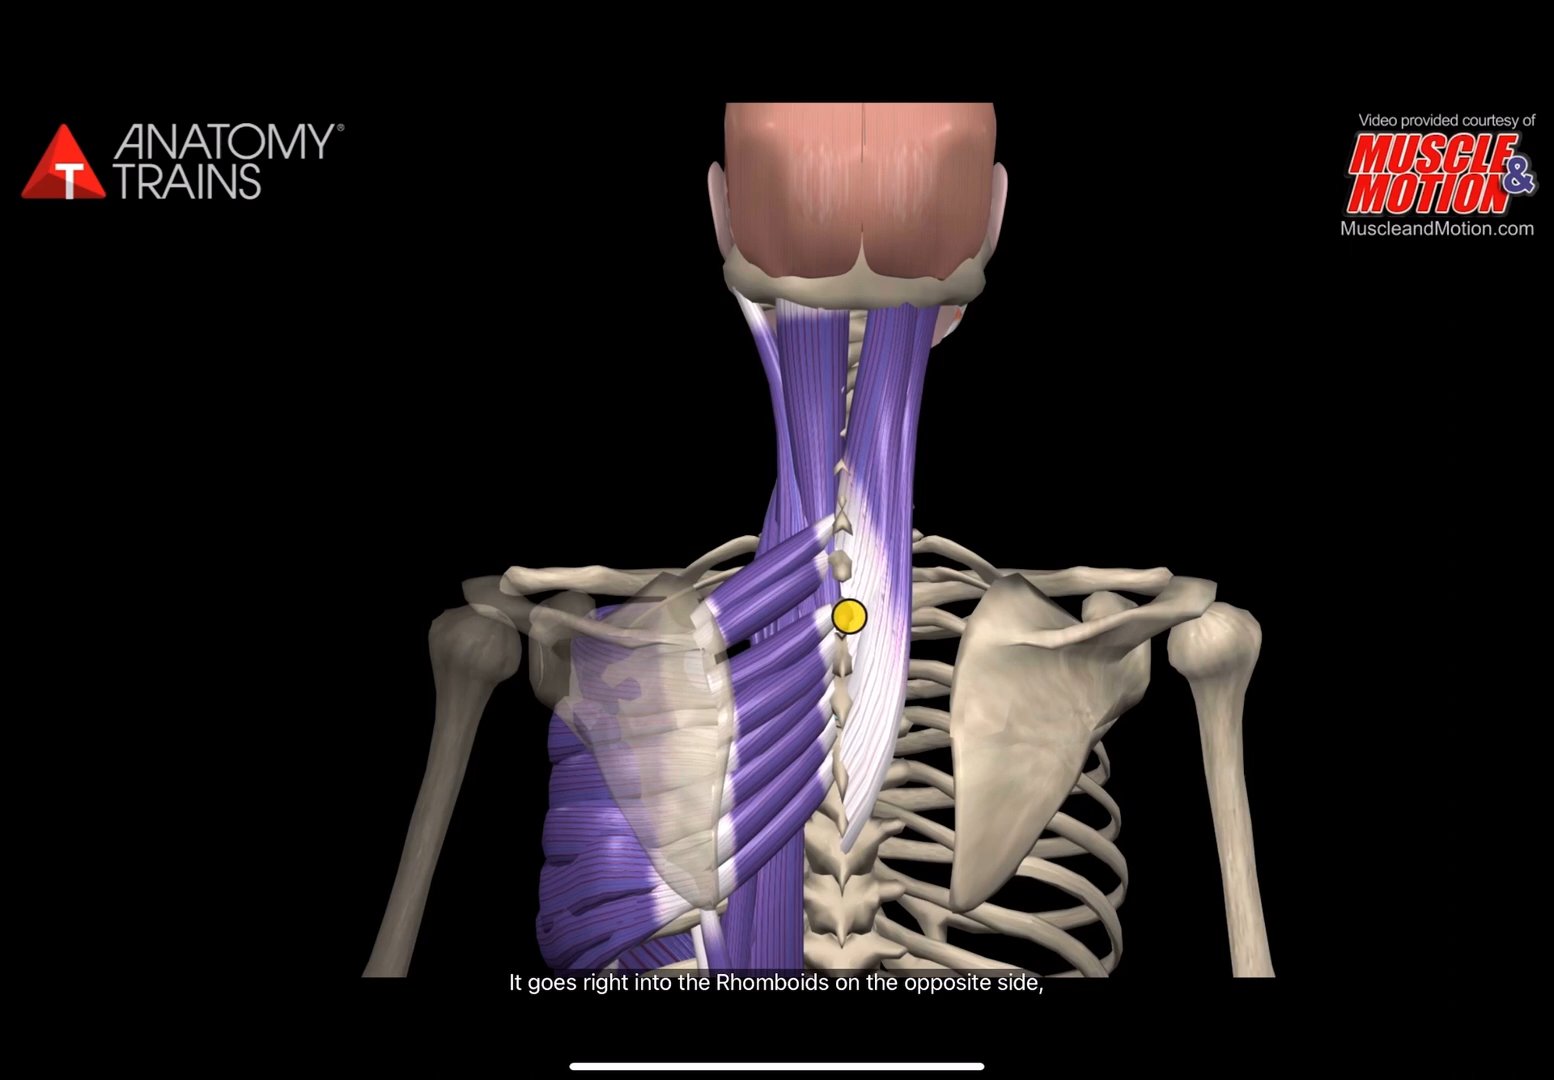 ANATOMY®
TRAINS
T
Video provided courtesy of
MUSCLE &
MOTION
MuscleandMotion.com
It goes right into the Rhomboids on the opposite side,